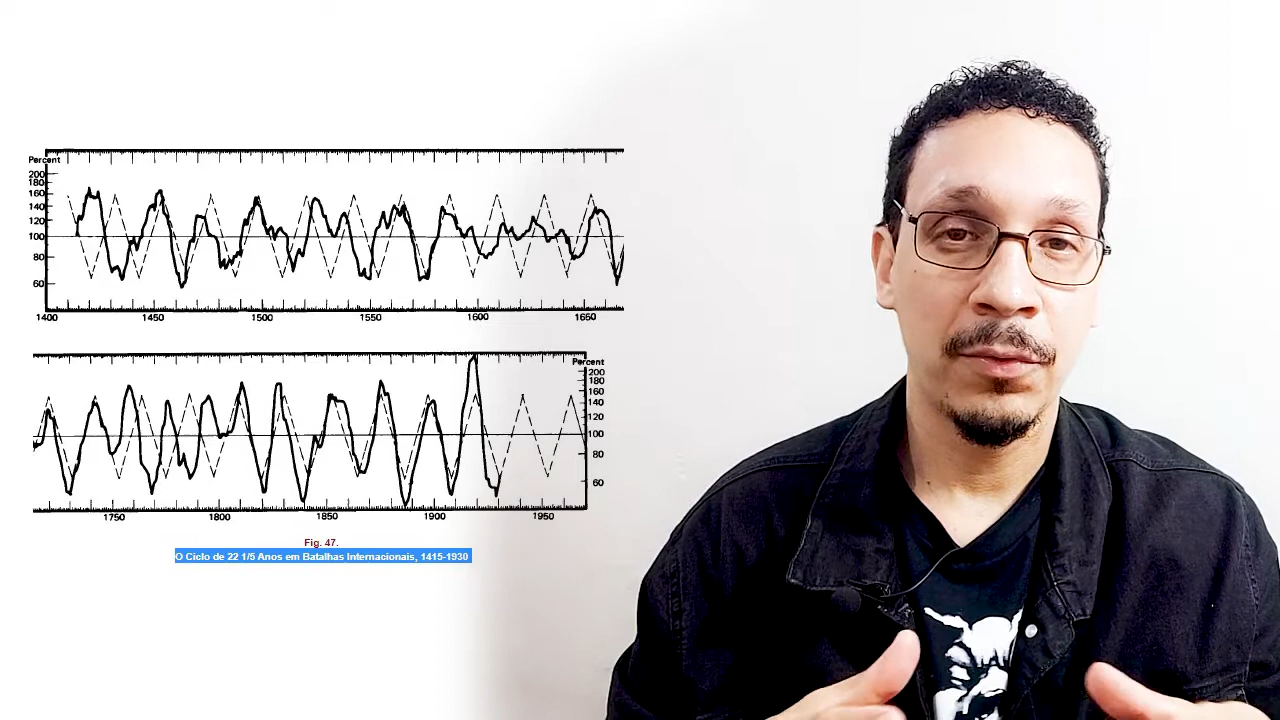 Percent
200
180
160
140
120
100
80
60
1400 1450 1500 1550 1600 1650
Percent
200
180
160
140
120
100
80
60
1750 1800 1850 1900 1950
Fig. 47.
O Ciclo de 22 1/5 Anos em Batalhas Internacionais, 1415-1930